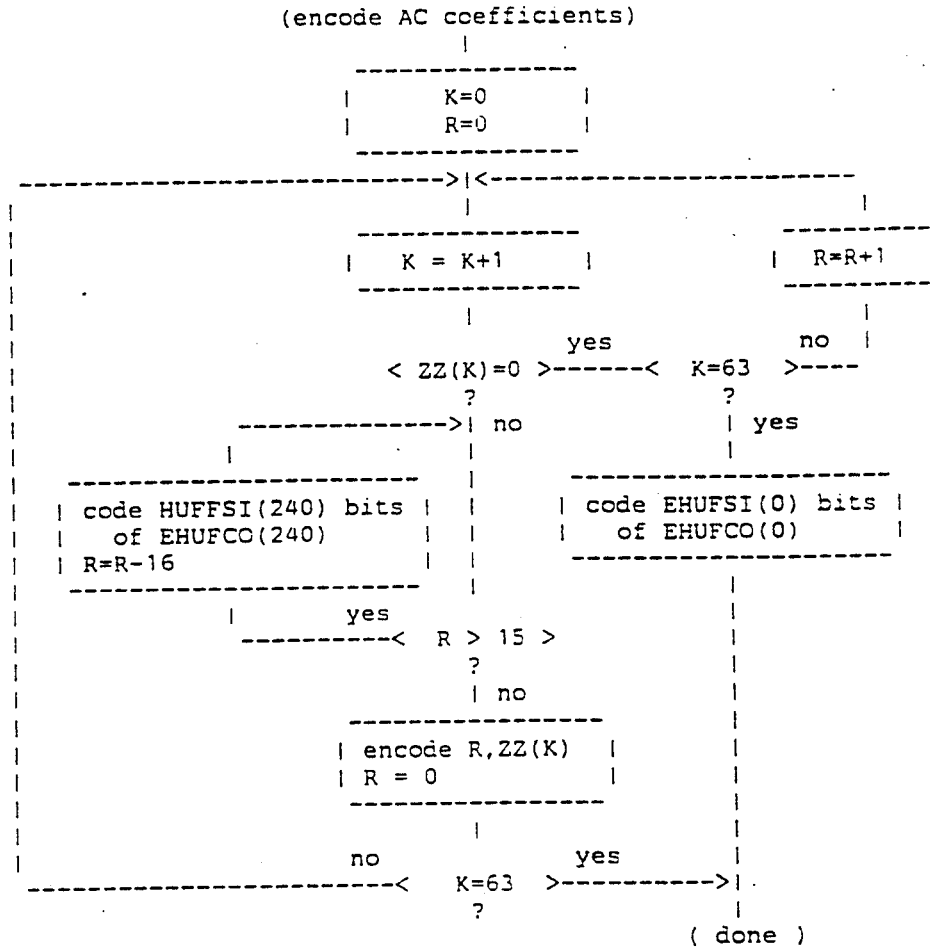 (encode AC coefficients)
K=0
R=0
K = K+1
R=R+1
yes
no
< ZZ(K)=0 >------< K=63 >----
?
?
no
yes
code HUFFSI(240) bits
of EHUFCO(240)
R=R-16
code EHUFSI(0) bits
of EHUFCO(0)
yes
< R > 15 >
?
no
encode R,ZZ(K)
R = 0
no
yes
< K=63 >
?
( done )